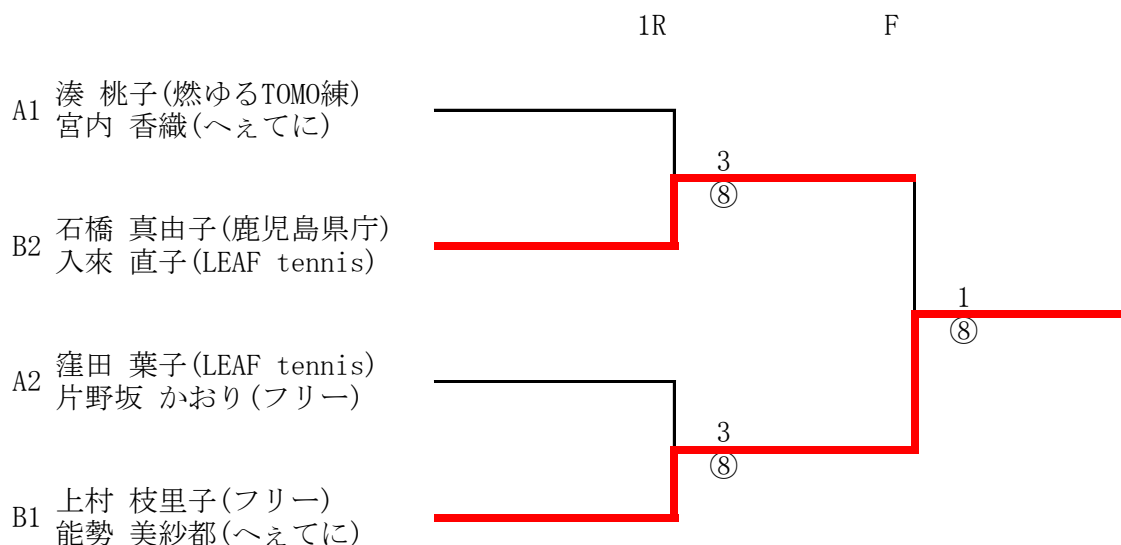 1R F
A1 湊 桃子(燃ゆるTOMO練)
宮内 香織(へぇてに)
3
⑧
B2 石橋 真由子(鹿児島県庁)
入來 直子(LEAF tennis)
1
⑧
A2 窪田 葉子(LEAF tennis)
片野坂 かおり(フリー)
3
⑧
B1 上村 枝里子(フリー)
能勢 美紗都(へぇてに)